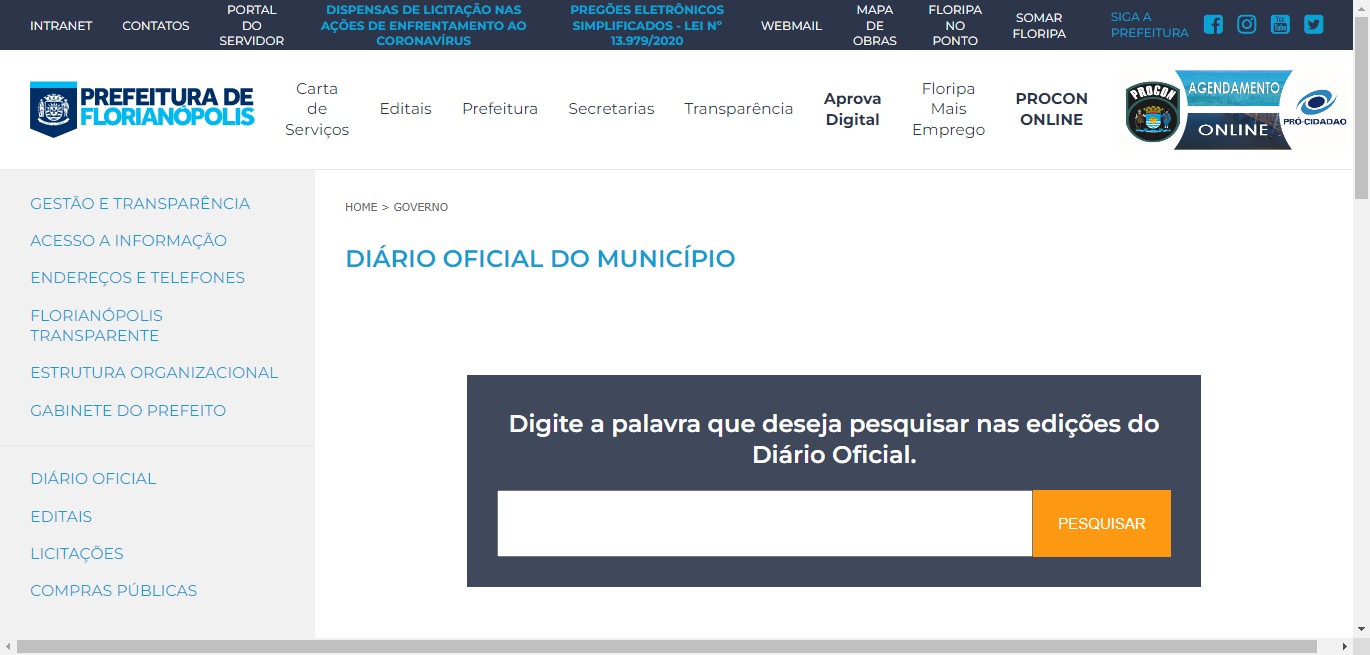 INTRANET
CONTATOS
PORTAL
DO
SERVIDOR
DISPENSAS DE LICITAÇÃO NAS
AÇÕES DE ENFRENTAMENTO AO
CORONAVÍRUS
PREGÕES ELETRÔNICOS
SIMPLIFICADOS - LEI Nº
13.979/2020
WEBMAIL
MAPA
DE
OBRAS
FLORIPA
NO
PONTO
SOMAR
FLORIPA
SIGA A
PREFEITURA
You
Tube
PREFEITURA DE
FLORIANÓPOLIS
Carta
de
Serviços
Editais
Prefeitura
Secretarias
Transparência
Aprova
Digital
Floripa
Mais
Emprego
PROCON
ONLINE
PROCON
AGENDAMENTO
ONLINE
PRÓ-CIDADAO
GESTÃO E TRANSPARÊNCIA
ACESSO A INFORMAÇÃO
ENDEREÇOS E TELEFONES
FLORIANÓPOLIS
TRANSPARENTE
ESTRUTURA ORGANIZACIONAL
GABINETE DO PREFEITO
DIÁRIO OFICIAL
EDITAIS
LICITAÇÕES
COMPRAS PÚBLICAS
HOME > GOVERNO
DIÁRIO OFICIAL DO MUNICÍPIO
Digite a palavra que deseja pesquisar nas edições do
Diário Oficial.
PESQUISAR